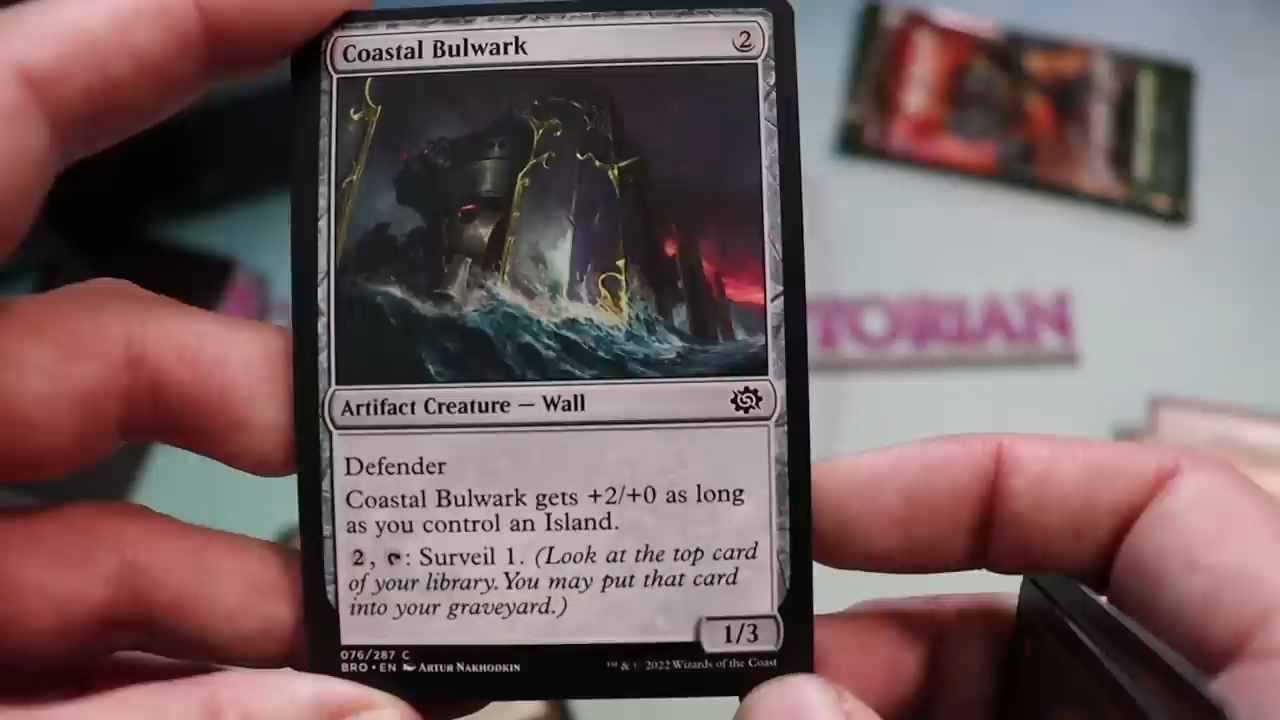 Coastal Bulwark 2
TORIAN
Artifact Creature — Wall
Defender
Coastal Bulwark gets +2/+0 as long
as you control an Island.
2, : Surveil 1. (Look at the top card
of your library. You may put that card
into your graveyard.)
1/3
076/287 C
BRO • EN Artur Nakhodkin
™ & © 2022 Wizards of the Coast